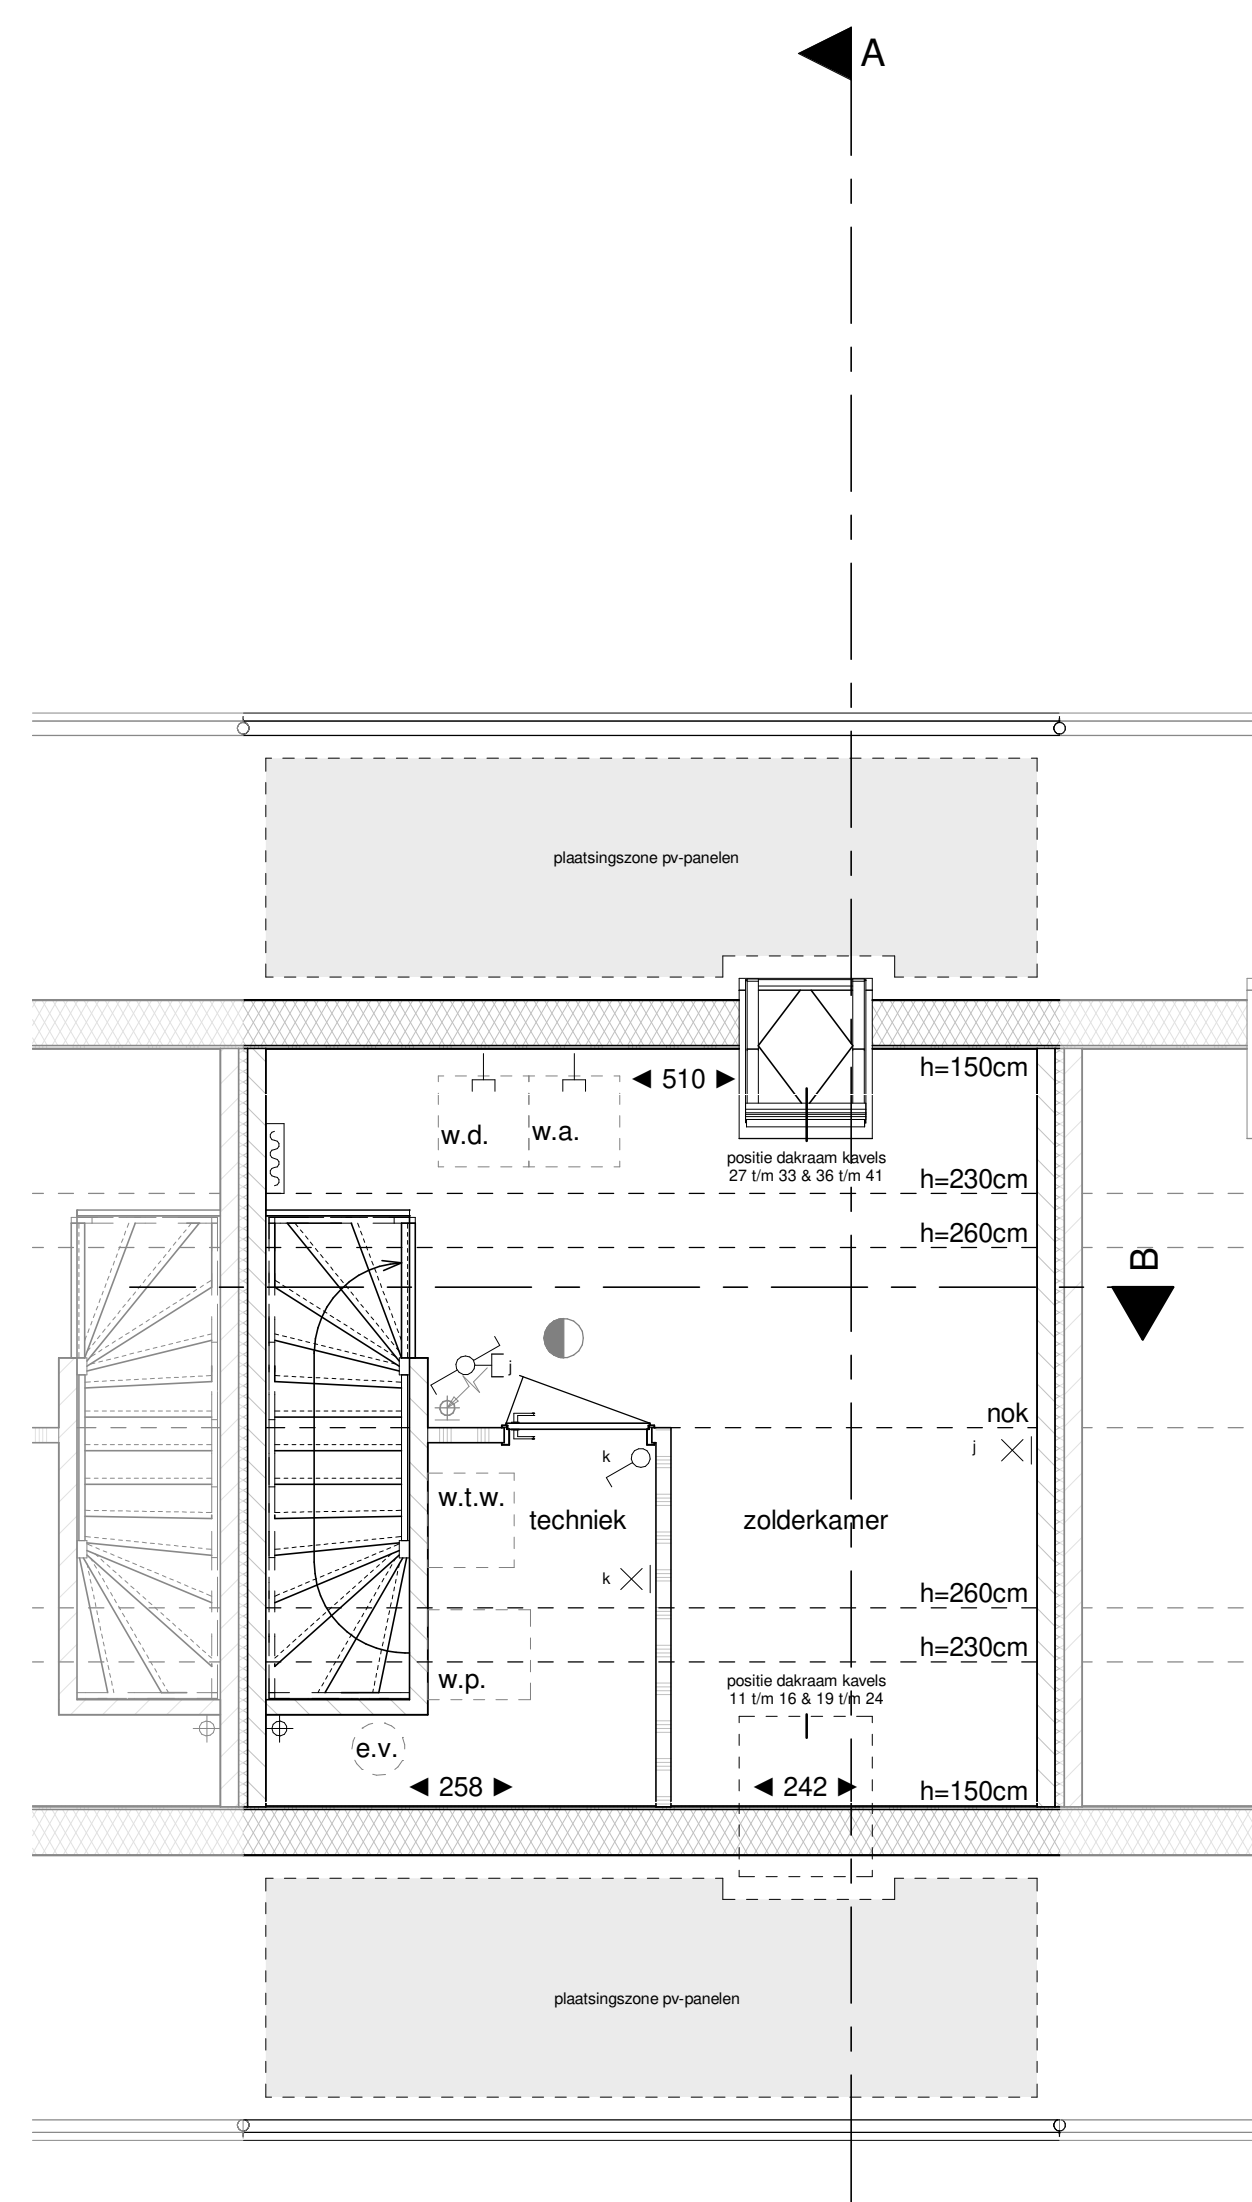 A
plaatsingszone pv-panelen
h=150cm
510
w.d.
w.a.
positie dakraam kavels
27 t/m 33 & 36 t/m 41
h=230cm
h=260cm
B
j
nok
j
k
w.t.w.
techniek
zolderkamer
k
h=260cm
h=230cm
w.p.
positie dakraam kavels
11 t/m 16 & 19 t/m 24
e.v.
258
242
h=150cm
plaatsingszone pv-panelen